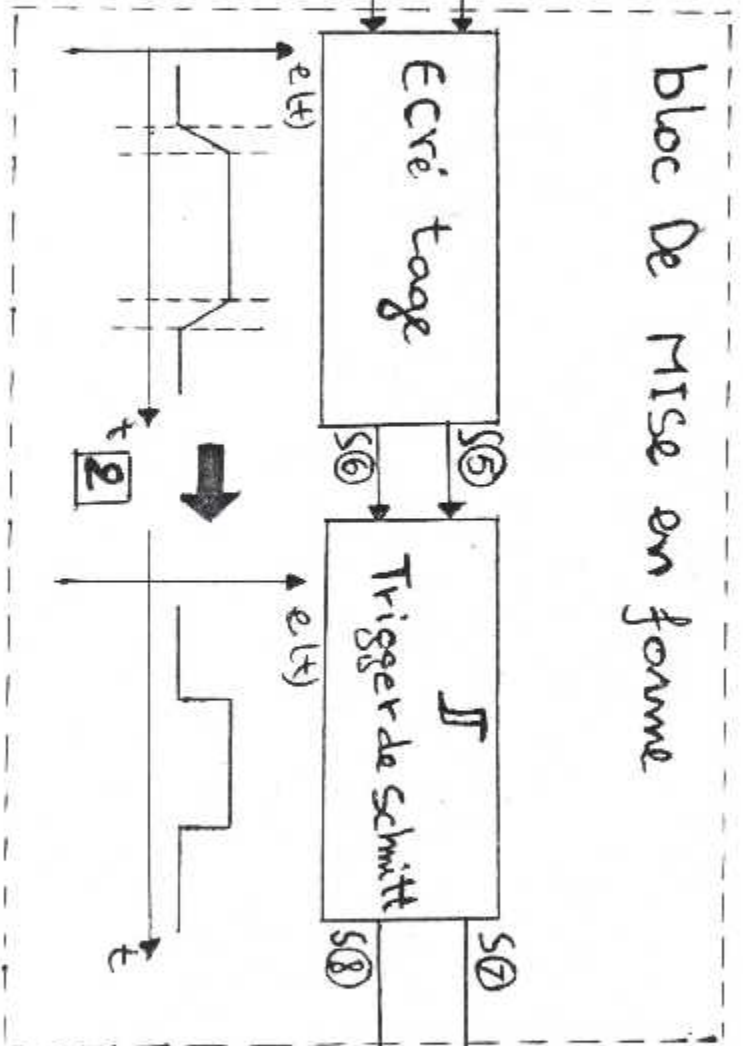 bloc De MISe en forme
Ecré tage
S⑤
S⑥
∬
Trigger de Schmitt
S⑦
S⑧
e(t)
t
2
e(t)
t